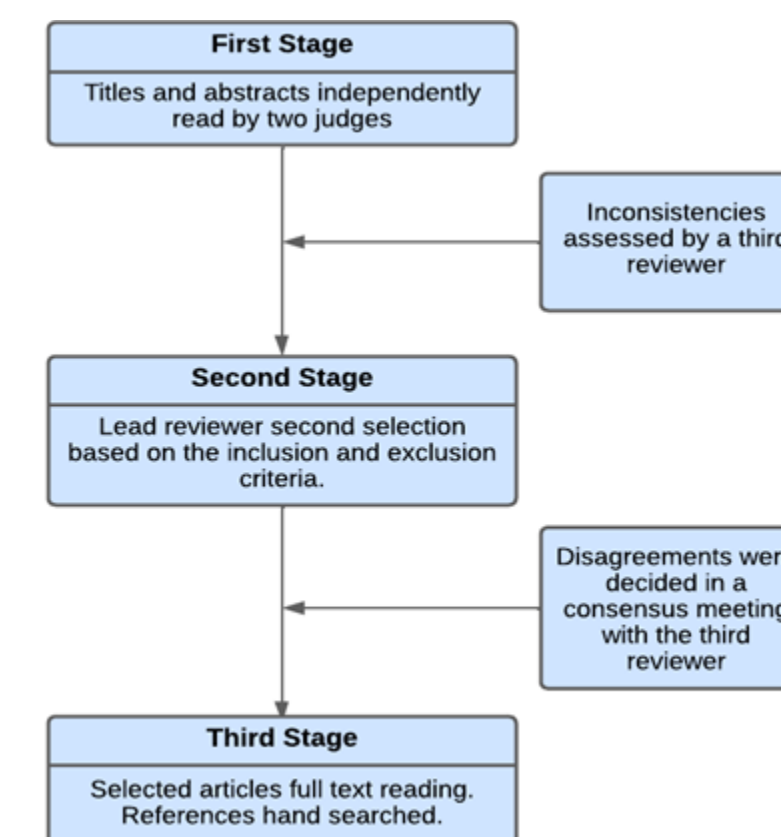 First Stage
Titles and abstracts independently
read by two judges
Inconsistencies
assessed by a third
reviewer
Second Stage
Lead reviewer second selection
based on the inclusion and exclusion
criteria.
Disagreements wer
decided in a
consensus meeting
with the third
reviewer
Third Stage
Selected articles full text reading.
References hand searched.